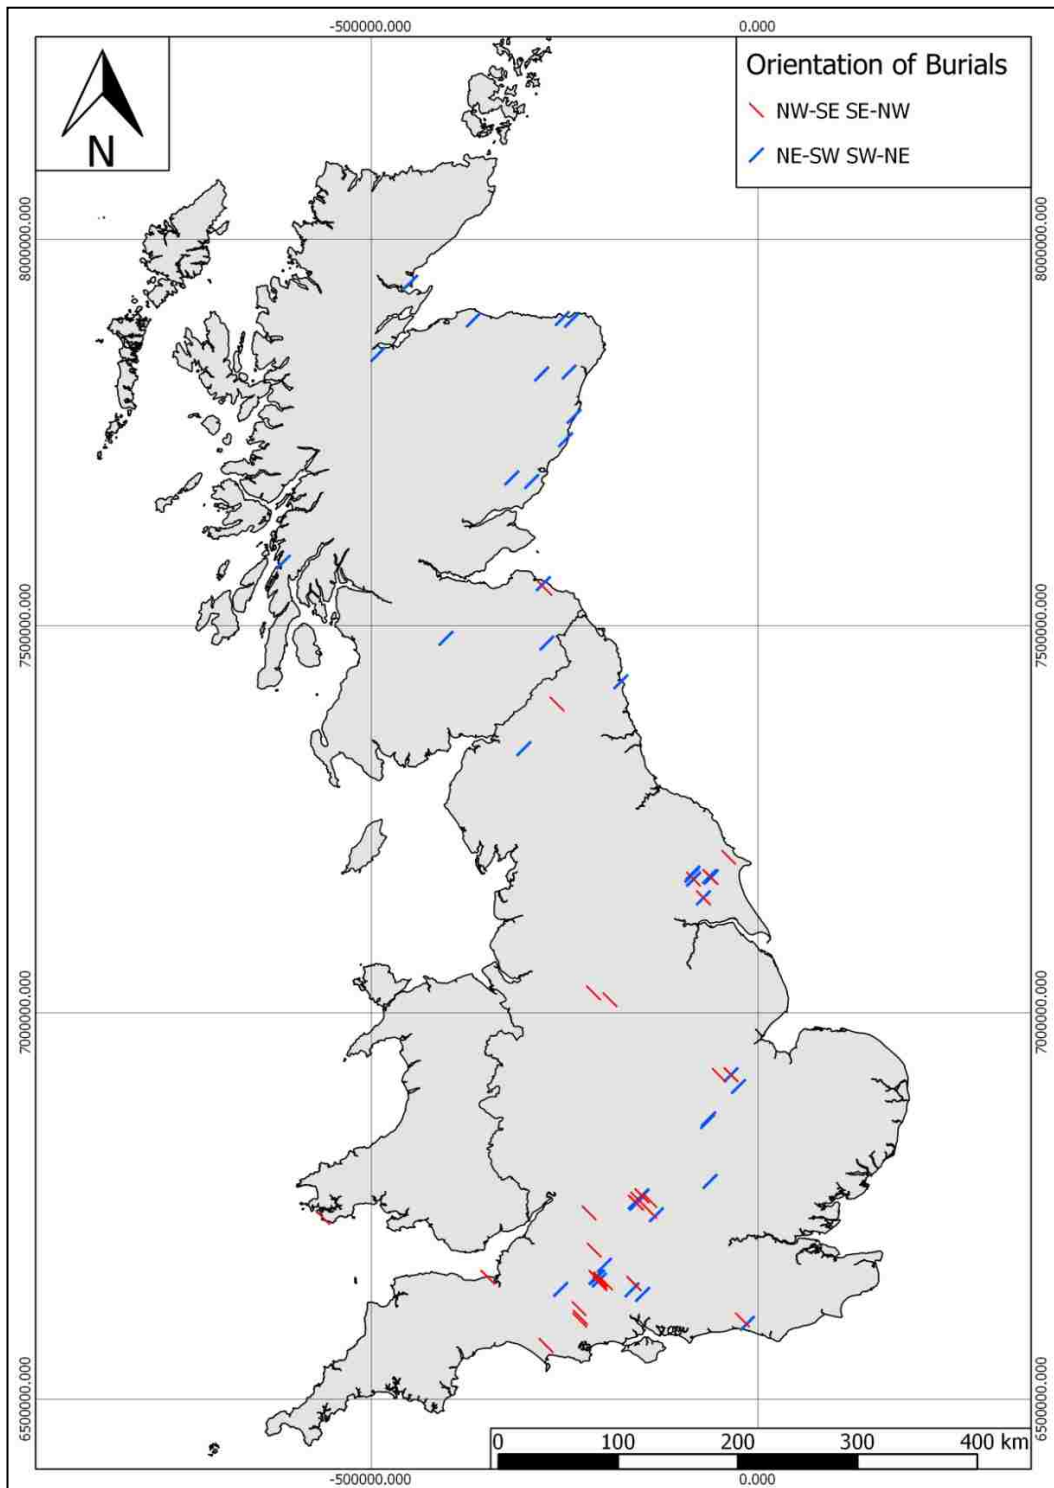 -500000.000 0.000
N
Orientation of Burials
NW-SE SE-NW
NE-SW SW-NE
8000000.000 8000000.000
7500000.000 7500000.000
7000000.000 7000000.000
6500000.000 6500000.000
0 100 200 300 400 km
-500000.000 0.000